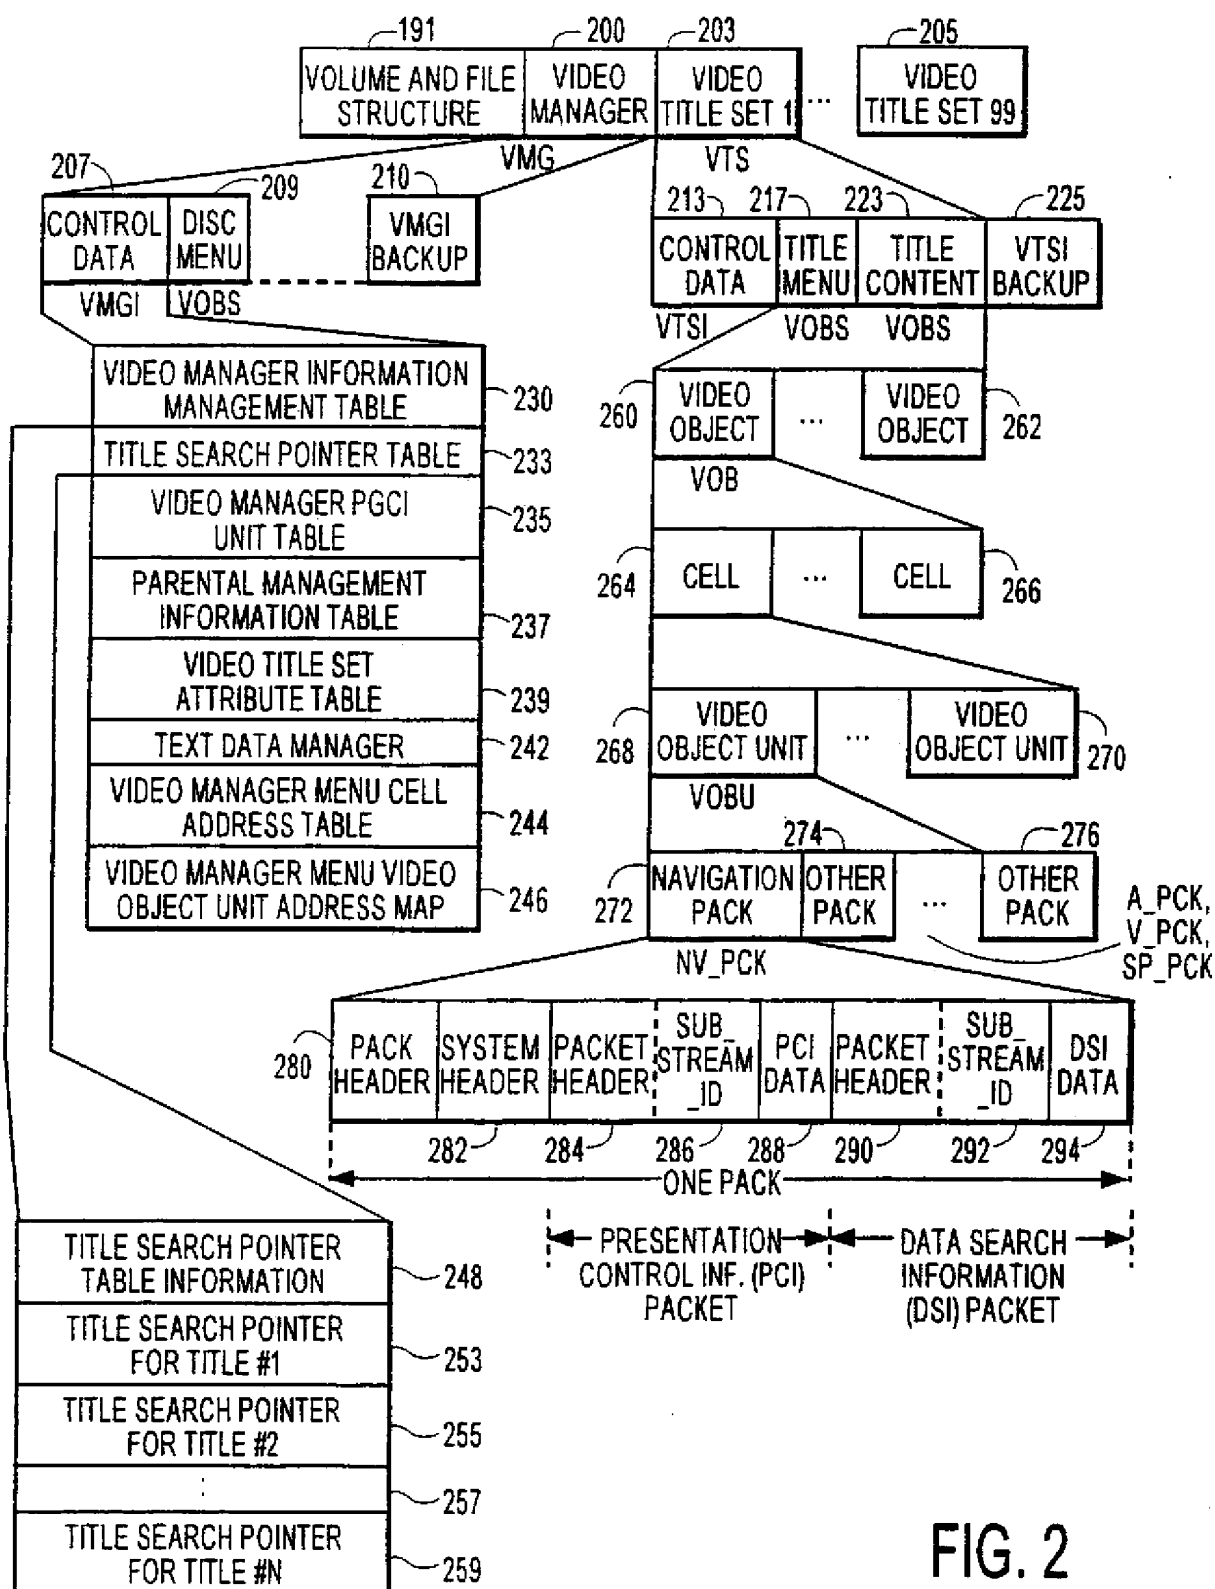 191
200
203
205
VOLUME AND FILE
STRUCTURE
VIDEO
MANAGER
VIDEO
TITLE SET 1
...
VIDEO
TITLE SET 99
VMG
VTS
207
209
210
CONTROL
DATA
DISC
MENU
VMGI
BACKUP
VMGI
VOBS
213
217
223
225
CONTROL
DATA
TITLE
MENU
TITLE
CONTENT
VTSI
BACKUP
VTSI
VOBS
VOBS
VIDEO MANAGER INFORMATION
MANAGEMENT TABLE
230
TITLE SEARCH POINTER TABLE
233
VIDEO MANAGER PGCI
UNIT TABLE
235
PARENTAL MANAGEMENT
INFORMATION TABLE
237
VIDEO TITLE SET
ATTRIBUTE TABLE
239
TEXT DATA MANAGER
242
VIDEO MANAGER MENU CELL
ADDRESS TABLE
244
VIDEO MANAGER MENU VIDEO
OBJECT UNIT ADDRESS MAP
246
260
VIDEO
OBJECT
...
VIDEO
OBJECT
262
VOB
264
CELL
...
CELL
266
268
VIDEO
OBJECT UNIT
...
VIDEO
OBJECT UNIT
270
VOBU
274
276
272
NAVIGATION
PACK
OTHER
PACK
...
OTHER
PACK
A_PCK,
V_PCK,
SP_PCK
NV_PCK
280
PACK
HEADER
SYSTEM
HEADER
PACKET
HEADER
SUB_
STREAM
_ID
PCI
DATA
PACKET
HEADER
SUB_
STREAM
_ID
DSI
DATA
282
284
286
288
290
292
294
ONE PACK
PRESENTATION
CONTROL INF. (PCI)
PACKET
DATA SEARCH
INFORMATION
(DSI) PACKET
TITLE SEARCH POINTER
TABLE INFORMATION
248
TITLE SEARCH POINTER
FOR TITLE #1
253
TITLE SEARCH POINTER
FOR TITLE #2
255
:
257
TITLE SEARCH POINTER
FOR TITLE #N
259
FIG. 2